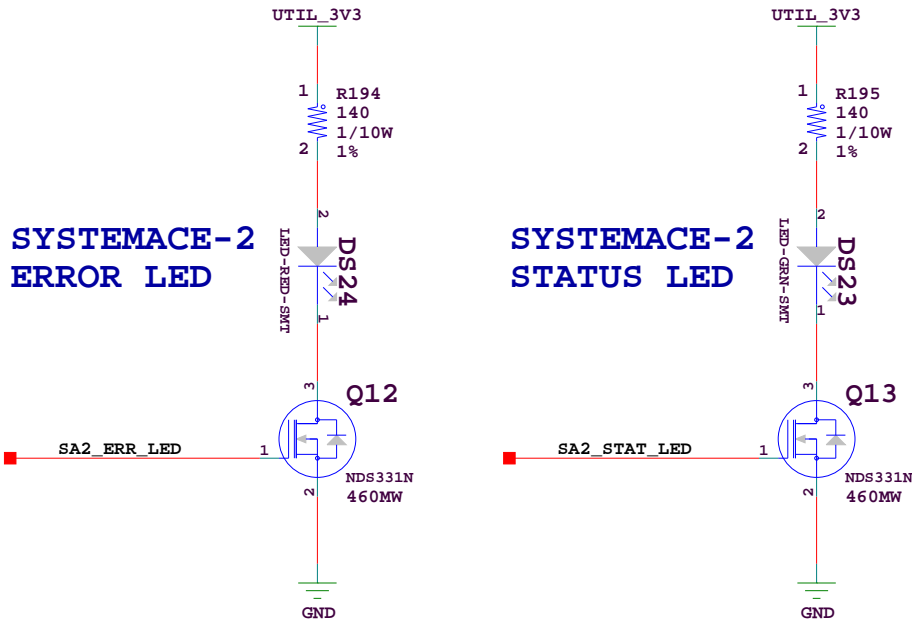 UTIL_3V3
1
R194
140
1/10W
2
1%
2
SYSTEMACE-2
ERROR LED
LED-RED-SMT
DS24
1
3
Q12
SA2_ERR_LED
1
NDS331N
2
460MW
GND
UTIL_3V3
1
R195
140
1/10W
2
1%
2
SYSTEMACE-2
STATUS LED
LED-GRN-SMT
DS23
1
3
Q13
SA2_STAT_LED
1
NDS331N
2
460MW
GND